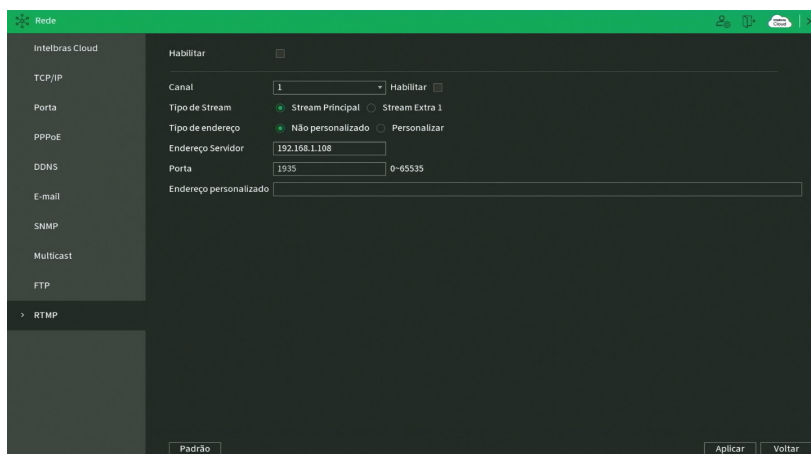 Rede
Intelbras Cloud
TCP/IP
Porta
PPPoE
DDNS
E-mail
SNMP
Multicast
FTP
> RTMP
Habilitar
Canal 1 Habilitar
Tipo de Stream Stream Principal Stream Extra 1
Tipo de endereço Não personalizado Personalizar
Endereço Servidor 192.168.1.108
Porta 1935 0~65535
Endereço personalizado
Padrão Aplicar Voltar